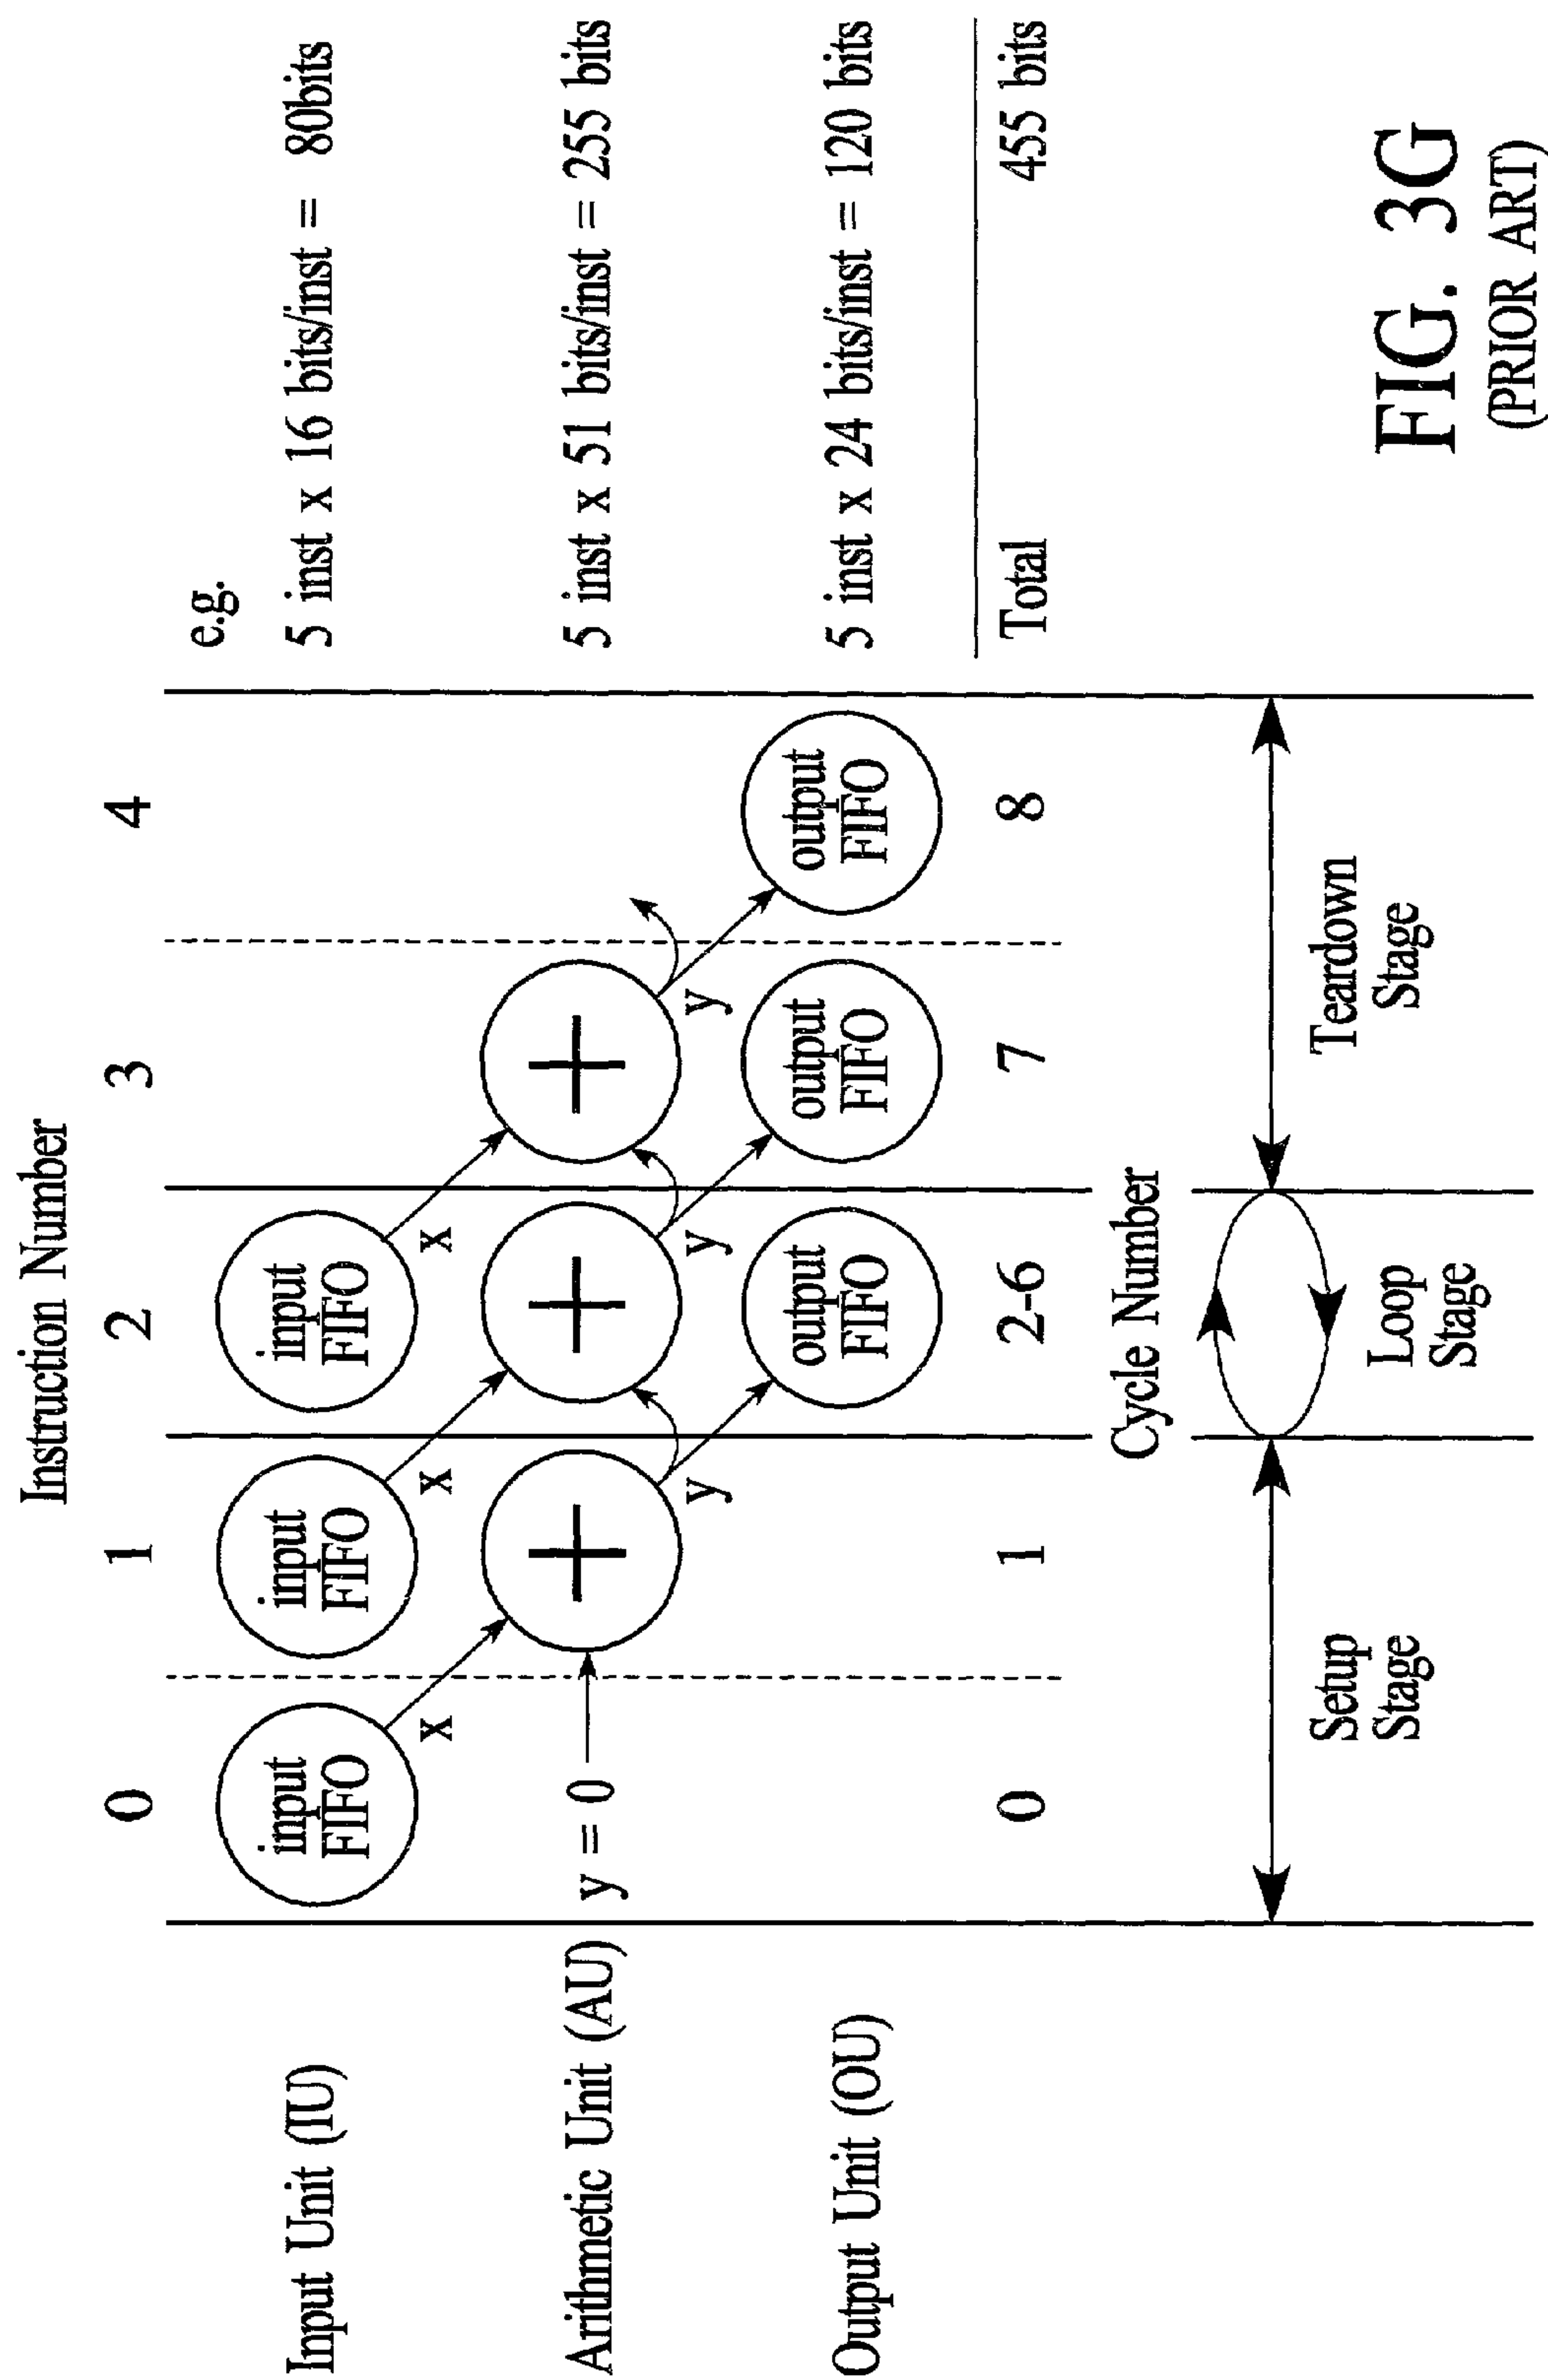 Instruction Number
0 1 2 3 4
e.g.
Input Unit (IU)
input
FIFO
input
FIFO
input
FIFO
5 inst x 16 bits/inst = 80bits
x x x
Arithmetic Unit (AU)
y = 0
+ + +
5 inst x 51 bits/inst = 255 bits
y y y
Output Unit (OU)
output
FIFO
output
FIFO
output
FIFO
5 inst x 24 bits/inst = 120 bits
0 1 2-6 7 8
Total 455 bits
Cycle Number
Setup
Stage
Loop
Stage
Teardown
Stage
FIG. 3G
(PRIOR ART)